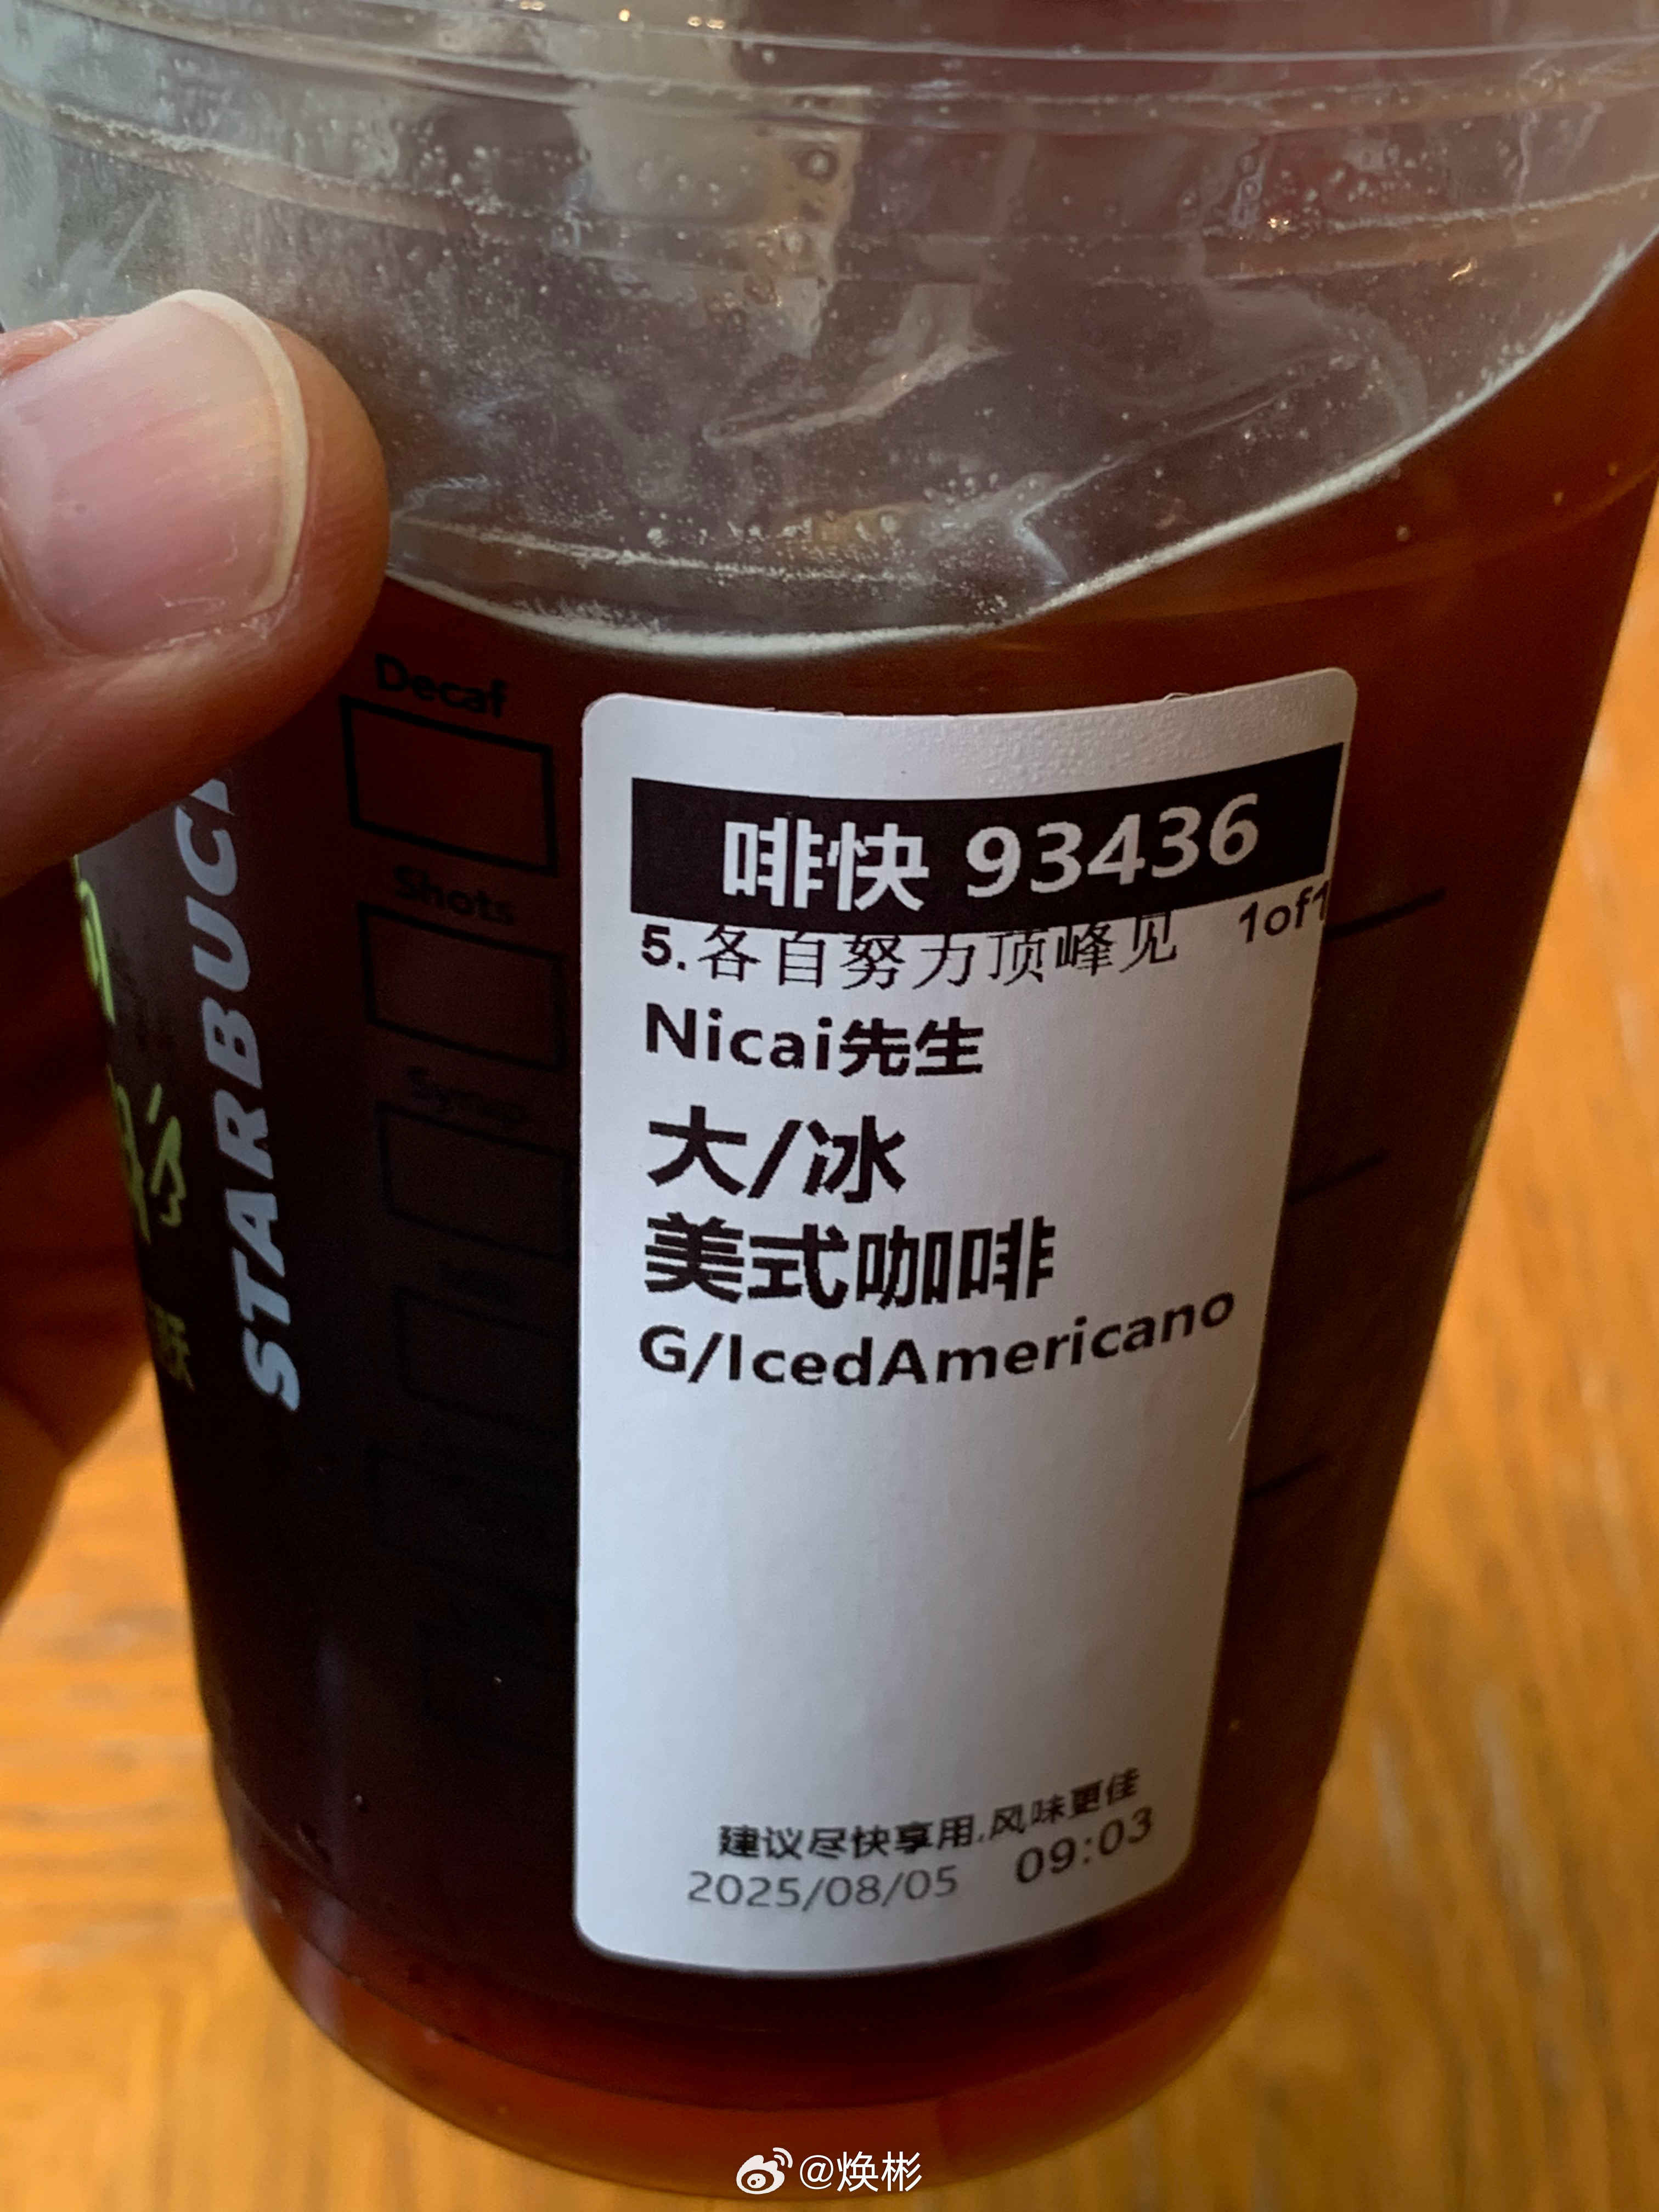 Decaf
Shots
Syrup
STARBUC
啡快 93436
5.各自努力顶峰见 1of1
Nicai先生
大/冰
美式咖啡
G/IcedAmericano
建议尽快享用,风味更佳
2025/08/05 09:03
@焕彬